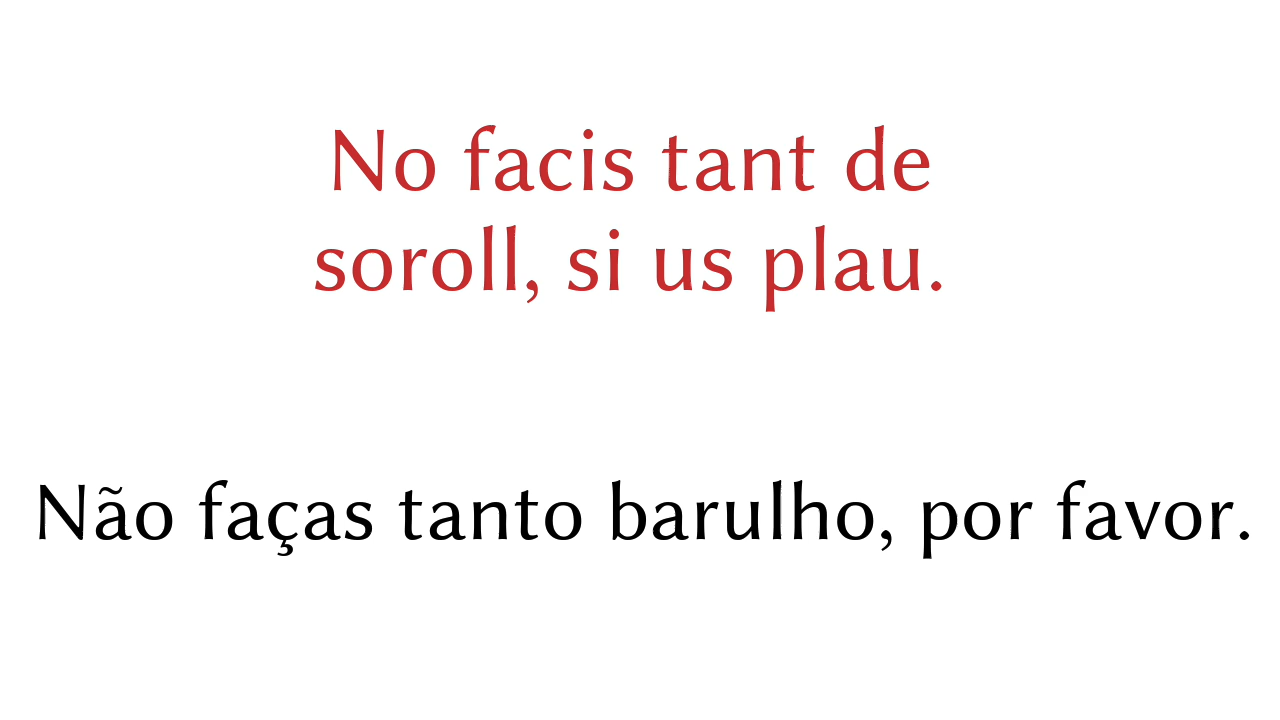 No facis tant de
soroll, si us plau.
Não faças tanto barulho, por favor.